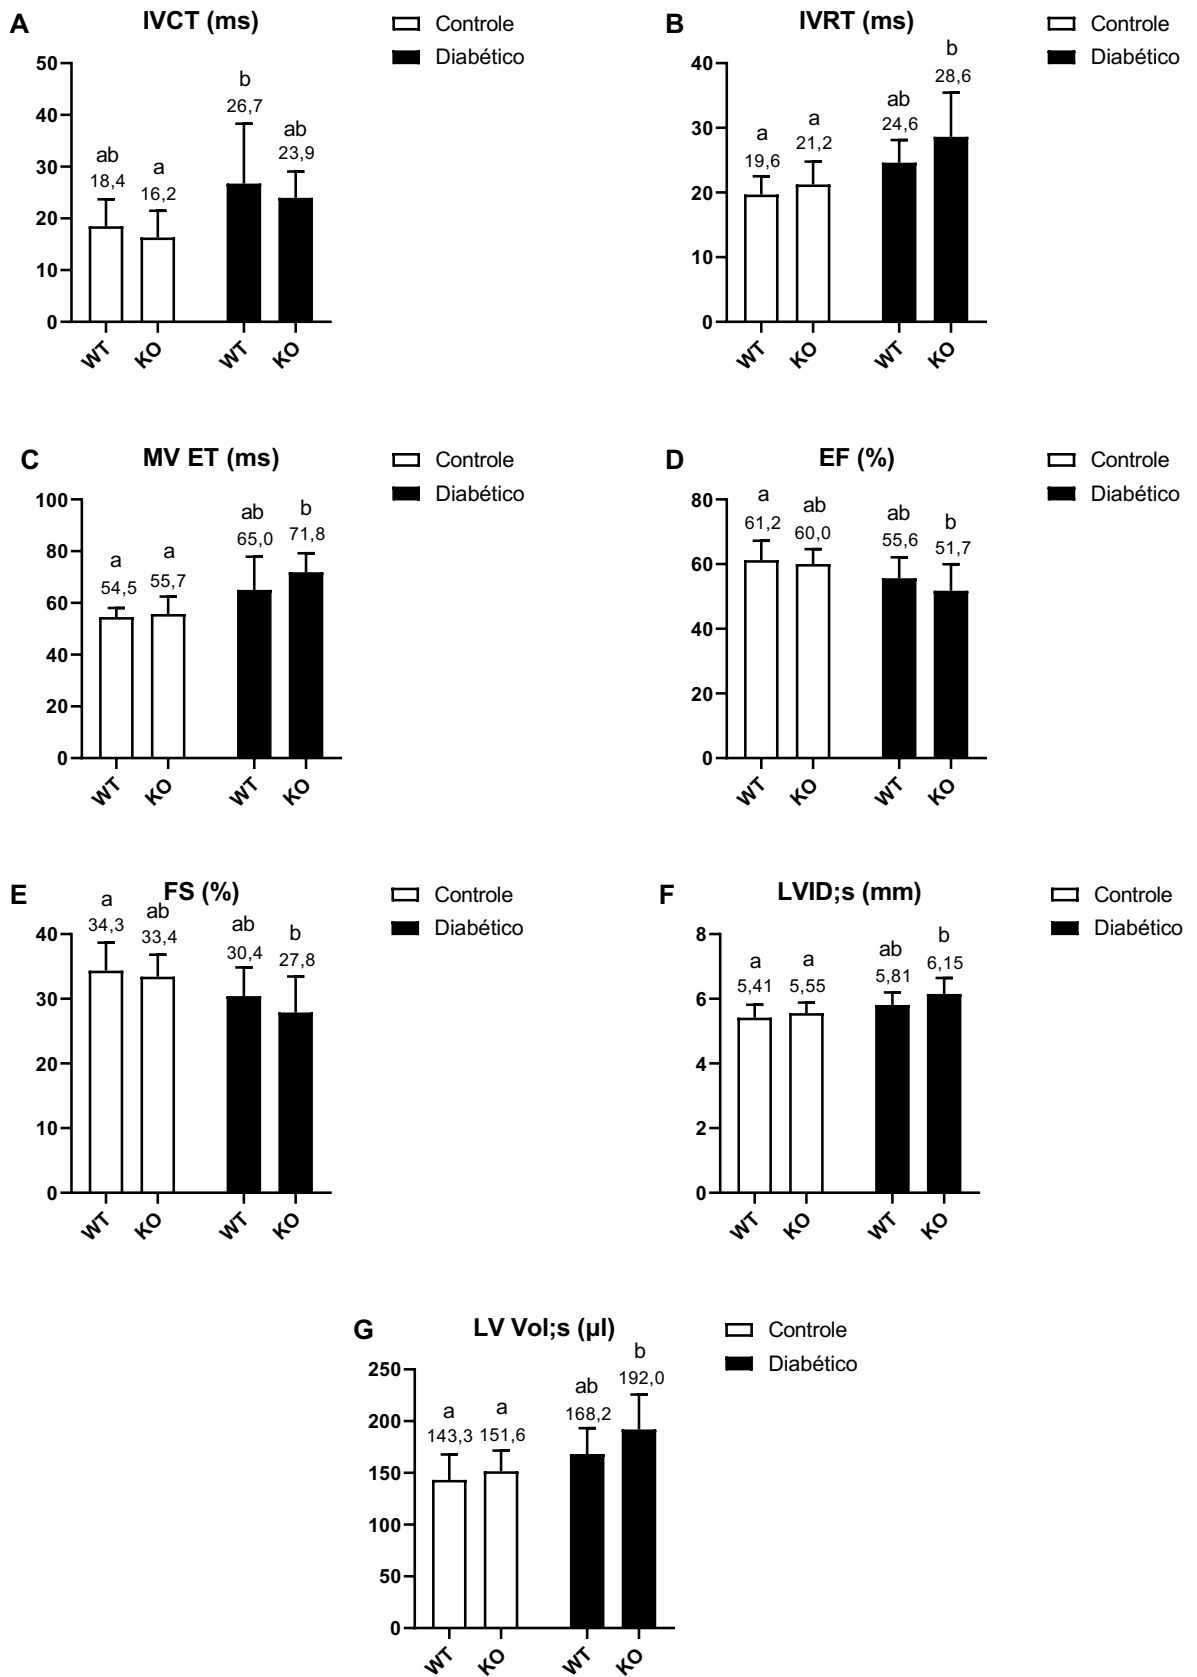 A
IVCT (ms)
Controle
Diabético
50
40
30
20
10
0
ab
18,4
a
16,2
b
26,7
ab
23,9
WT
KO
WT
KO
B
IVRT (ms)
Controle
Diabético
40
30
20
10
0
a
19,6
a
21,2
ab
24,6
b
28,6
WT
KO
WT
KO
C
MV ET (ms)
Controle
Diabético
100
80
60
40
20
0
a
54,5
a
55,7
ab
65,0
b
71,8
WT
KO
WT
KO
D
EF (%)
Controle
Diabético
80
60
40
20
0
a
61,2
ab
60,0
ab
55,6
b
51,7
WT
KO
WT
KO
E
FS (%)
Controle
Diabético
40
30
20
10
0
a
34,3
ab
33,4
ab
30,4
b
27,8
WT
KO
WT
KO
F
LVID;s (mm)
Controle
Diabético
8
6
4
2
0
a
5,41
a
5,55
ab
5,81
b
6,15
WT
KO
WT
KO
G
LV Vol;s (µl)
Controle
Diabético
250
200
150
100
50
0
a
143,3
a
151,6
ab
168,2
b
192,0
WT
KO
WT
KO